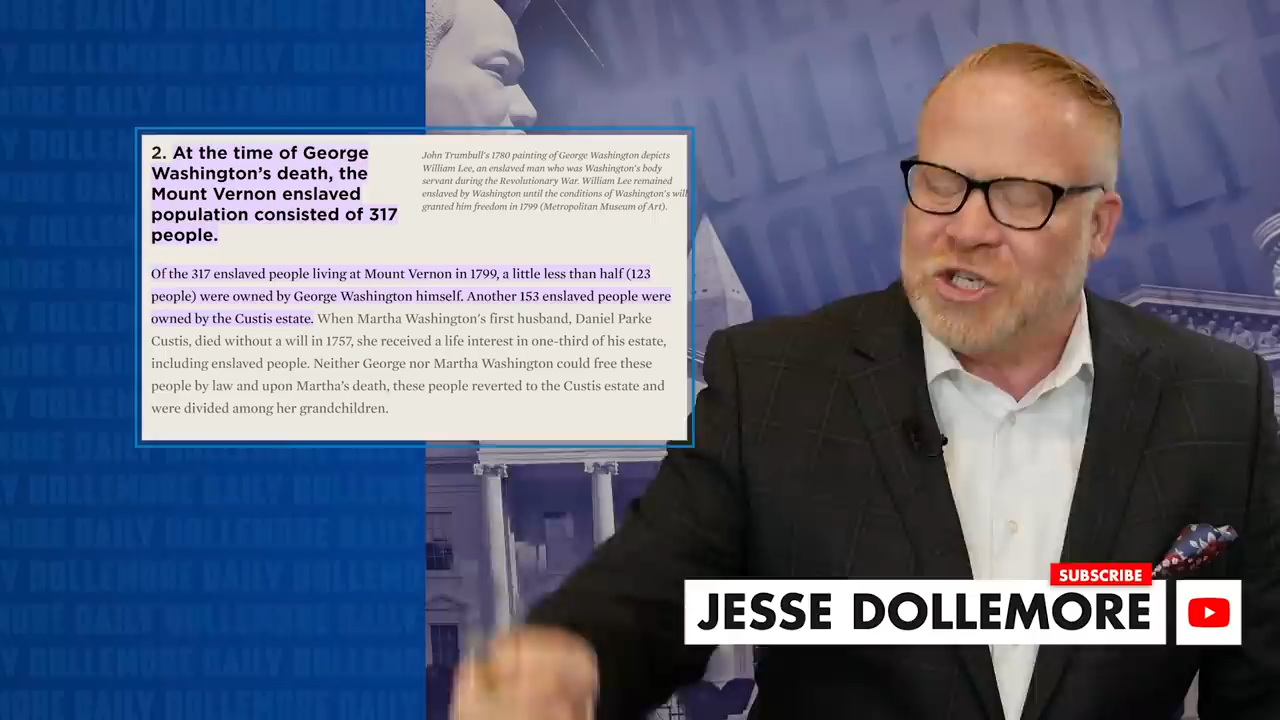 2. At the time of George
Washington’s death, the
Mount Vernon enslaved
population consisted of 317
people.
John Trumbull's 1780 painting of George Washington depicts
William Lee, an enslaved man who was Washington's body
servant during the Revolutionary War. William Lee remained
enslaved by Washington until the conditions of Washington's will
granted him freedom in 1799 (Metropolitan Museum of Art).
Of the 317 enslaved people living at Mount Vernon in 1799, a little less than half (123
people) were owned by George Washington himself. Another 153 enslaved people were
owned by the Custis estate. When Martha Washington’s first husband, Daniel Parke
Custis, died without a will in 1757, she received a life interest in one-third of his estate,
including enslaved people. Neither George nor Martha Washington could free these
people by law and upon Martha’s death, these people reverted to the Custis estate and
were divided among her grandchildren.
SUBSCRIBE
JESSE DOLLEMORE